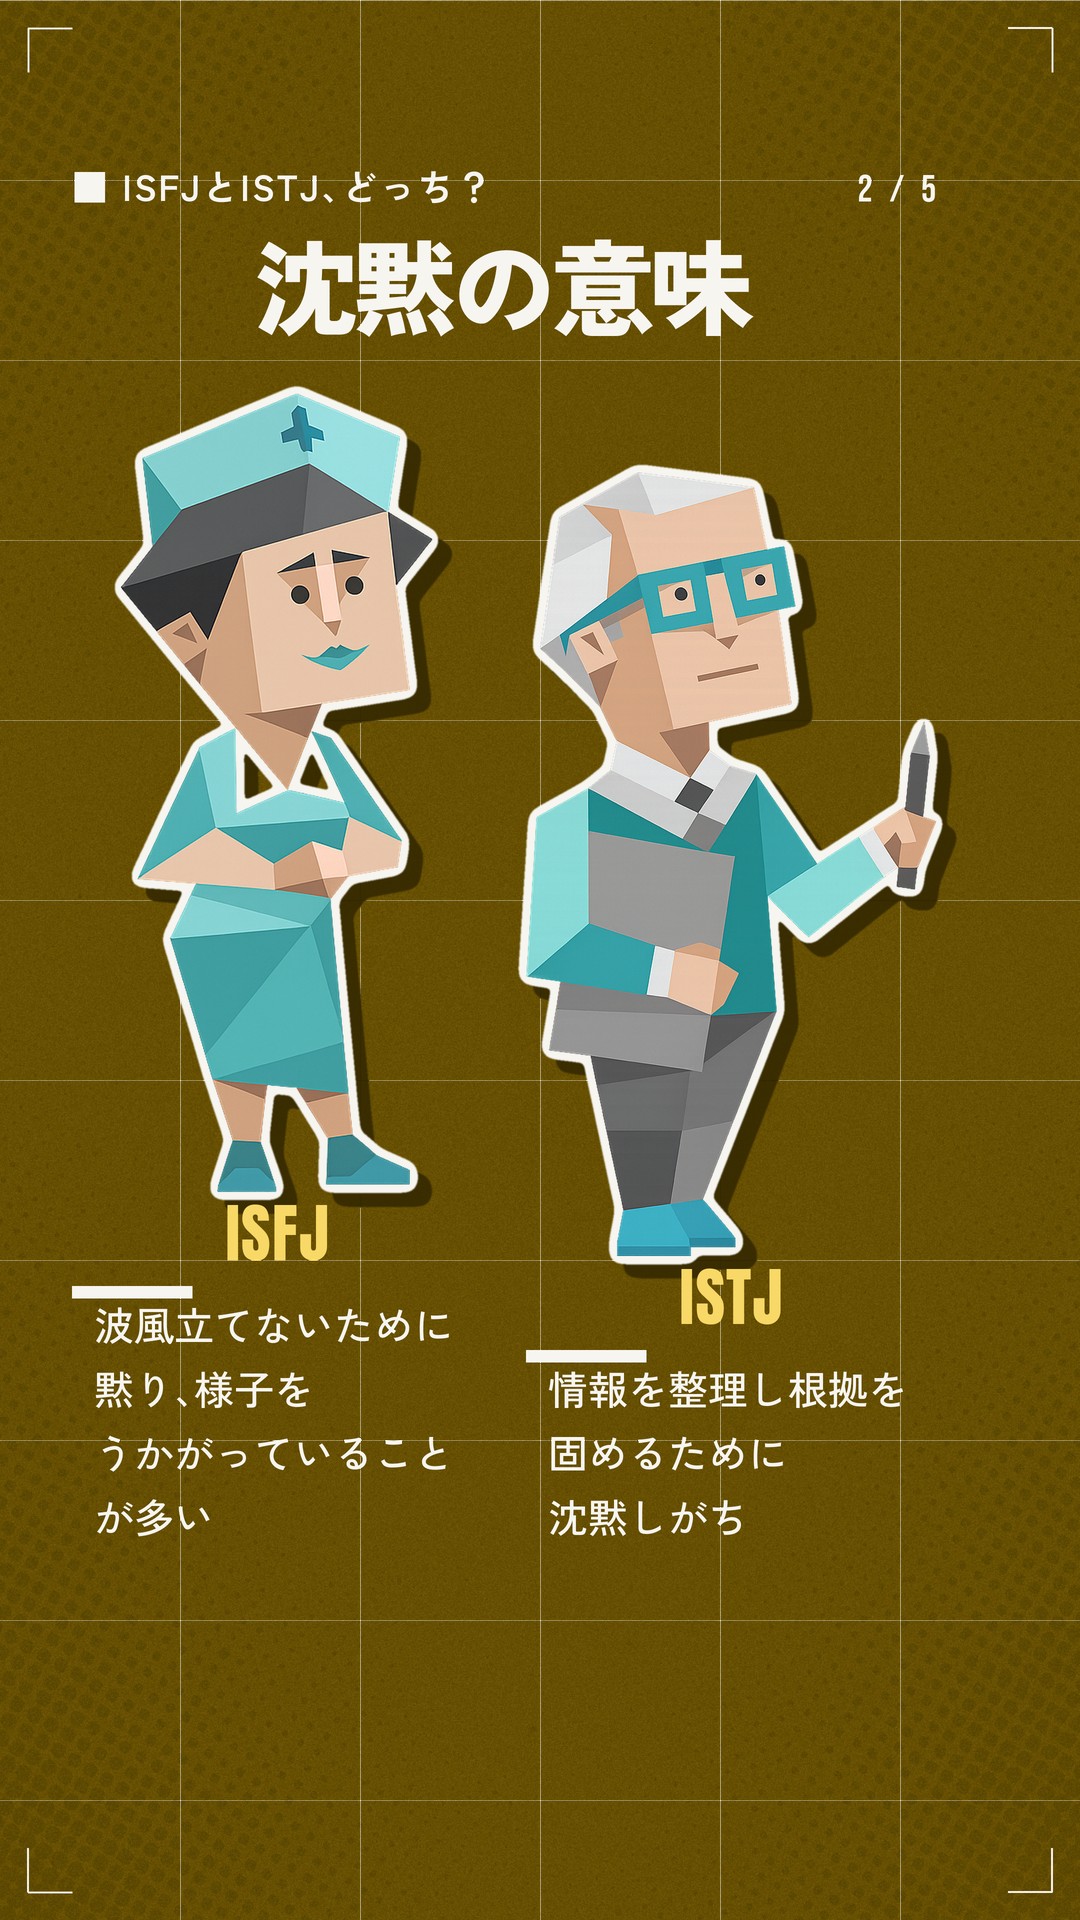 ISFJとISTJ、どっち？
2 / 5
沈黙の意味
ISFJ
波風立てないために
黙り、様子を
うかがっていること
が多い
ISTJ
情報を整理し根拠を
固めるために
沈黙しがち